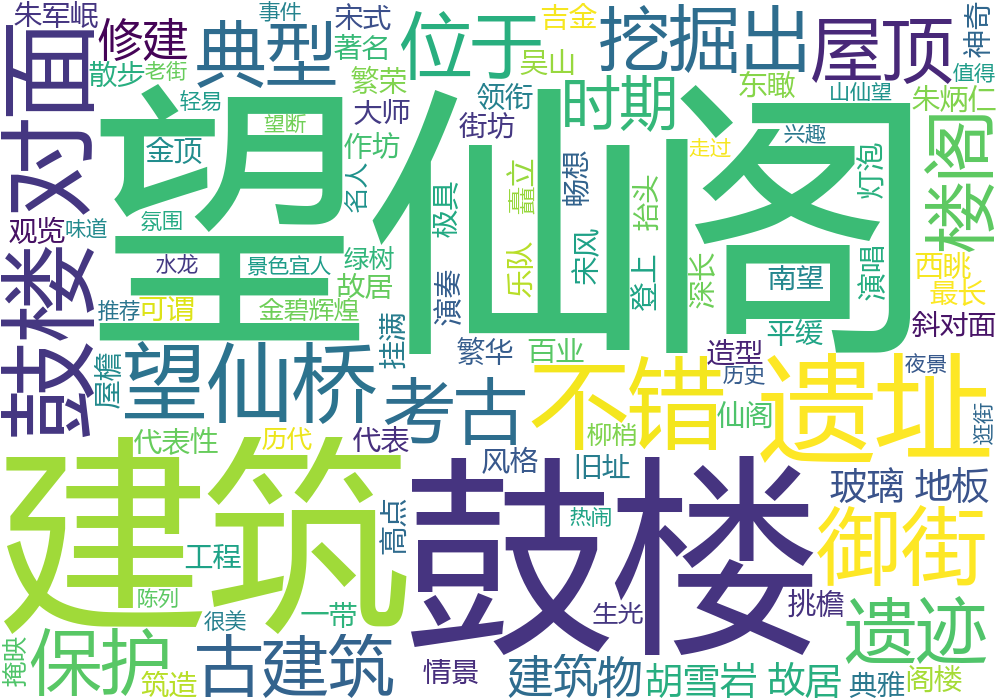 朱军岷
事件
宋式
吉金
神奇
修建
典型
著名
位于
挖掘出
屋顶
散步
老街
繁荣
吴山
值得
对面
轻易
大师
领衔
时期
东瞰
山仙望
朱炳仁
望仙阁
望断
街坊
兴趣
金顶
作坊
走过
楼阁
名人
极具
矗立
畅想
抬头
灯泡
观览
味道
氛围
鼓楼
水龙
景色宜人
绿树
乐队
宋风
登上
深长
南望
演唱
西眺
推荐
可谓
金碧辉煌
故居
演奏
最长
挂满
平缓
斜对面
屋檐
望仙桥
繁华
百业
造型
历史
夜景
考古
不错
仙阁
遗址
逛街
代表性
历代
代表
柳梢
建筑
风格
旧址
玻璃 地板
鼓楼
高点
热闹
御街
工程
陈列
很美
一带
生光
挑檐
掩映
保护
古建筑
遗迹
筑造
情景
建筑物
胡雪岩 故居
典雅
阁楼